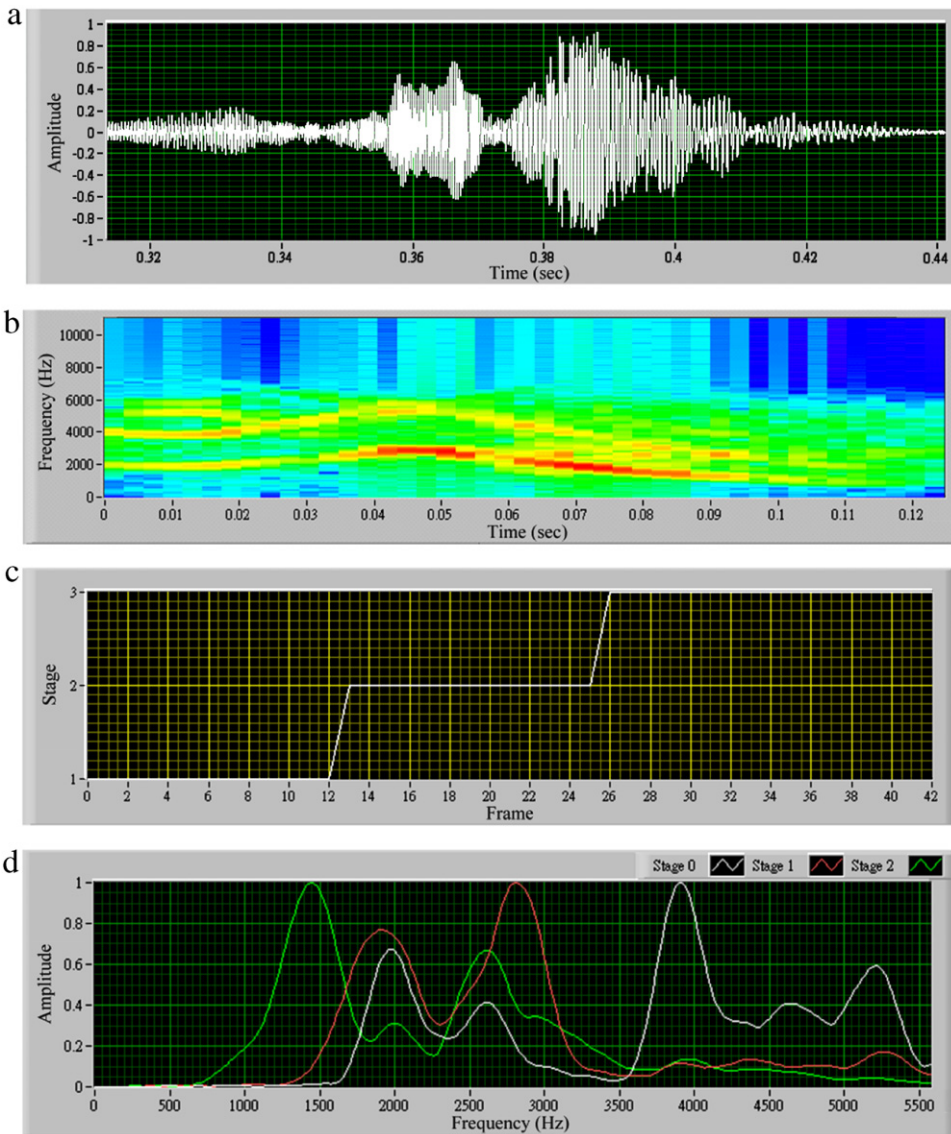 a
1
0.8
0.6
0.4
0.2
0
-0.2
-0.4
-0.6
-0.8
-1
Amplitude
0.32 0.34 0.36 0.38 0.4 0.42 0.44
Time (sec)
b
10000
8000
6000
4000
2000
0
Frequency (Hz)
0 0.01 0.02 0.03 0.04 0.05 0.06 0.07 0.08 0.09 0.1 0.11 0.12
Time (sec)
c
3
2
1
Stage
0 2 4 6 8 10 12 14 16 18 20 22 24 26 28 30 32 34 36 38 40 42
Frame
d
Stage 0 Stage 1 Stage 2
1
0.8
0.6
0.4
0.2
0
Amplitude
0 500 1000 1500 2000 2500 3000 3500 4000 4500 5000 5500
Frequency (Hz)